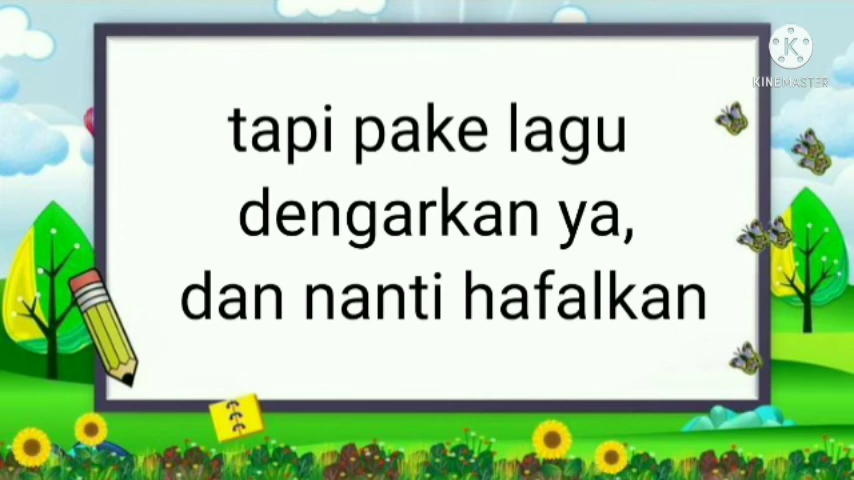 KINEMASTER
tapi pake lagu
dengarkan ya,
dan nanti hafalkan